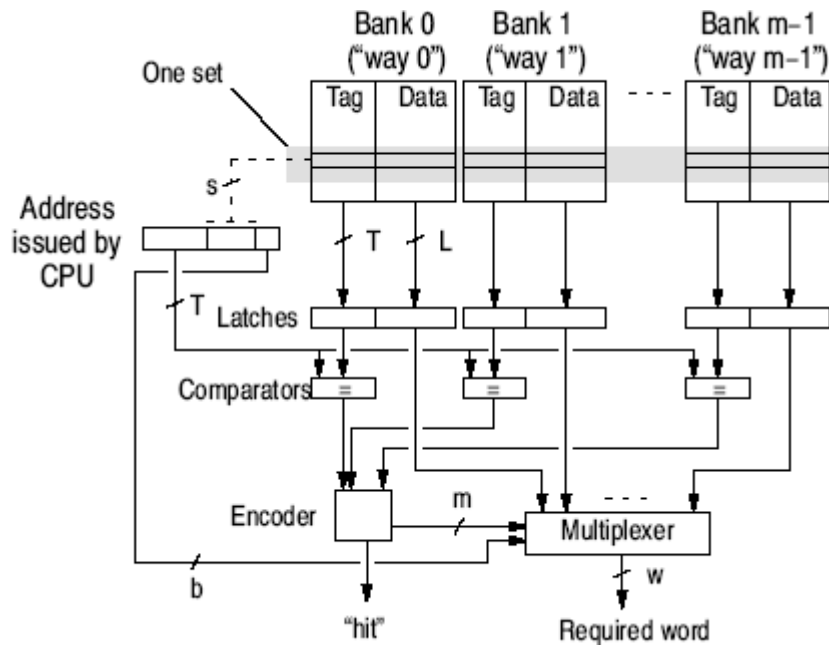 Bank 0
("way 0")
Bank 1
("way 1")
Bank m−1
("way m−1")
One set
Tag Data
Tag Data
Tag Data
s
Address
issued by
CPU
T
L
T
Latches
Comparators
=
=
=
Encoder
m
Multiplexer
b
w
"hit"
Required word